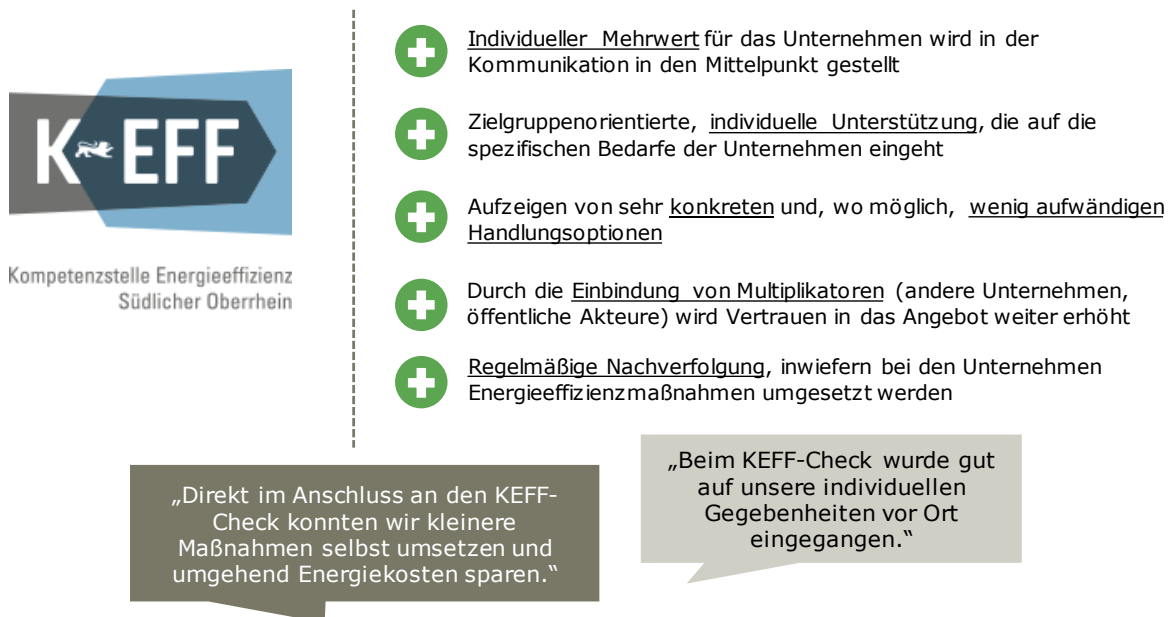 K EFF
Kompetenzstelle Energieeffizienz
Südlicher Oberrhein
Individueller Mehrwert für das Unternehmen wird in der
Kommunikation in den Mittelpunkt gestellt
Zielgruppenorientierte, individuelle Unterstützung, die auf die
spezifischen Bedarfe der Unternehmen eingeht
Aufzeigen von sehr konkreten und, wo möglich, wenig aufwändigen
Handlungsoptionen
Durch die Einbindung von Multiplikatoren (andere Unternehmen,
öffentliche Akteure) wird Vertrauen in das Angebot weiter erhöht
Regelmäßige Nachverfolgung, inwiefern bei den Unternehmen
Energieeffizienzmaßnahmen umgesetzt werden
„Direkt im Anschluss an den KEFF-
Check konnten wir kleinere
Maßnahmen selbst umsetzen und
umgehend Energiekosten sparen.“
„Beim KEFF-Check wurde gut
auf unsere individuellen
Gegebenheiten vor Ort
eingegangen.“